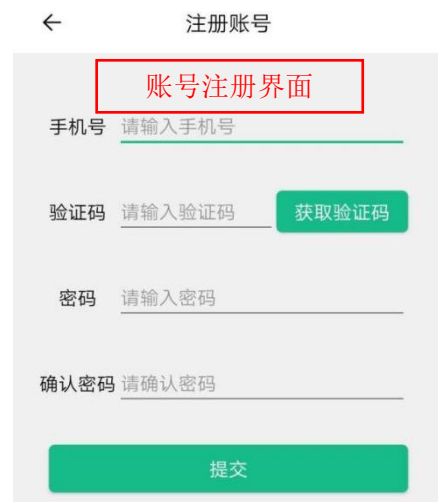 注册账号
账号注册界面
手机号 请输入手机号
验证码 请输入验证码 获取验证码
密码 请输入密码
确认密码 请确认密码
提交